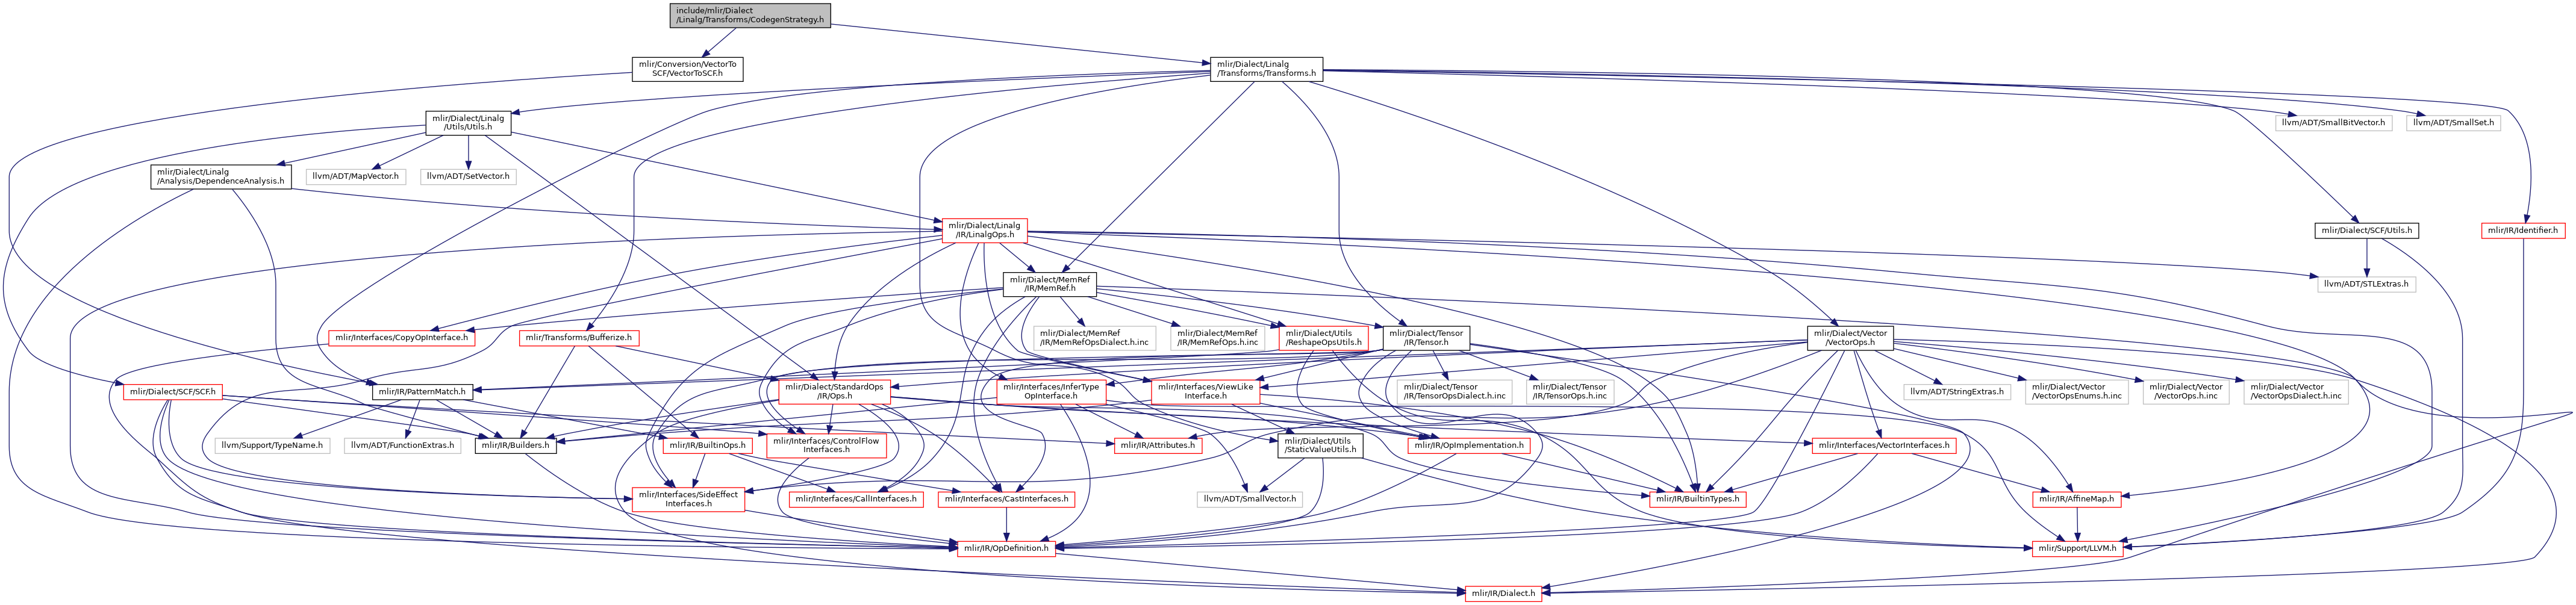 include/mlir/Dialect
/Linalg/Transforms/CodegenStrategy.h
mlir/Conversion/VectorTo
SCF/VectorToSCF.h
mlir/Dialect/Linalg
/Transforms/Transforms.h
mlir/Dialect/Linalg
/Utils/Utils.h
llvm/ADT/SmallBitVector.h
llvm/ADT/SmallSet.h
mlir/Dialect/Linalg
/Analysis/DependenceAnalysis.h
llvm/ADT/MapVector.h
llvm/ADT/SetVector.h
mlir/Dialect/Linalg
/IR/LinalgOps.h
mlir/Dialect/SCF/Utils.h
mlir/IR/Identifier.h
mlir/Dialect/MemRef
/IR/MemRef.h
llvm/ADT/STLExtras.h
mlir/Interfaces/CopyOpInterface.h
mlir/Transforms/Bufferize.h
mlir/Dialect/MemRef
/IR/MemRefOpsDialect.h.inc
mlir/Dialect/MemRef
/IR/MemRefOps.h.inc
mlir/Dialect/Utils
/ReshapeOpsUtils.h
mlir/Dialect/Tensor
/IR/Tensor.h
mlir/Dialect/Vector
/VectorOps.h
mlir/Dialect/SCF/SCF.h
mlir/IR/PatternMatch.h
mlir/Dialect/StandardOps
/IR/Ops.h
mlir/Interfaces/InferType
OpInterface.h
mlir/Interfaces/ViewLike
Interface.h
mlir/Dialect/Tensor
/IR/TensorOpsDialect.h.inc
mlir/Dialect/Tensor
/IR/TensorOps.h.inc
llvm/ADT/StringExtras.h
mlir/Dialect/Vector
/VectorOpsEnums.h.inc
mlir/Dialect/Vector
/VectorOps.h.inc
mlir/Dialect/Vector
/VectorOpsDialect.h.inc
llvm/Support/TypeName.h
llvm/ADT/FunctionExtras.h
mlir/IR/Builders.h
mlir/IR/BuiltinOps.h
mlir/Interfaces/ControlFlow
Interfaces.h
mlir/IR/Attributes.h
mlir/Dialect/Utils
/StaticValueUtils.h
mlir/IR/OpImplementation.h
mlir/Interfaces/VectorInterfaces.h
mlir/Interfaces/SideEffect
Interfaces.h
mlir/Interfaces/CallInterfaces.h
mlir/Interfaces/CastInterfaces.h
llvm/ADT/SmallVector.h
mlir/IR/BuiltinTypes.h
mlir/IR/AffineMap.h
mlir/IR/OpDefinition.h
mlir/Support/LLVM.h
mlir/IR/Dialect.h